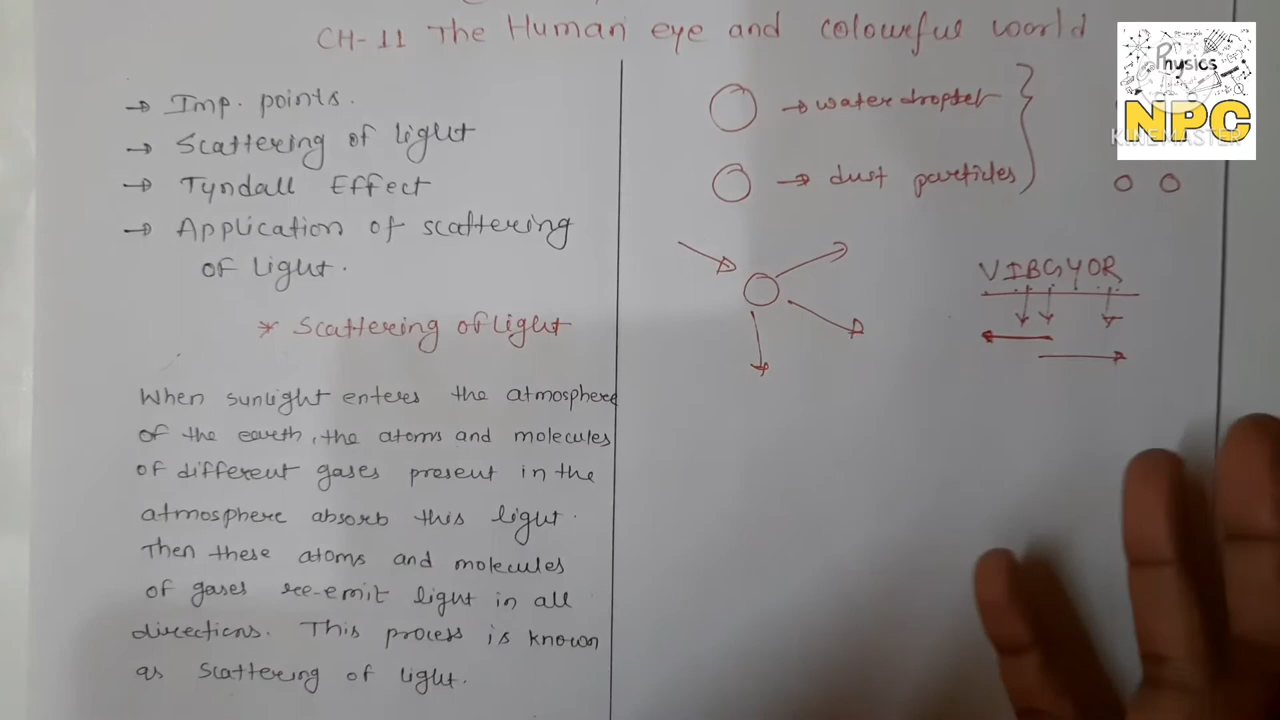 CH-11 The Human eye and colourful world
→ Imp. points.
→ Scattering of light
→ Tyndall Effect
→ Application of scattering
of light.
* Scattering of light
When sunlight enters the atmosphere
of the earth, the atoms and molecules
of different gases present in the
atmosphere absorb this light.
Then these atoms and molecules
of gases re-emit light in all
directions. This process is known
as scattering of light.
→ water droplet
→ dust particles
VIBGYOR
Physics
NPC
KINEMASTER